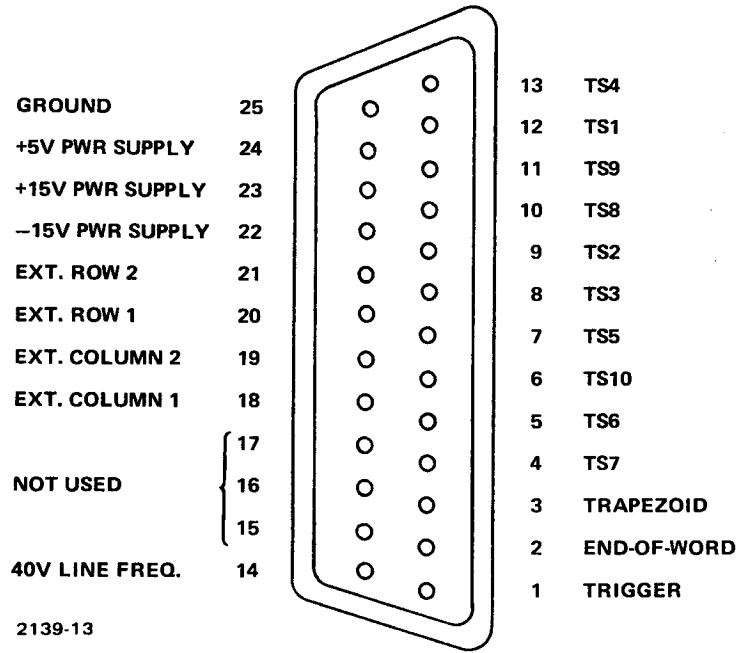 GROUND 25
+5V PWR SUPPLY 24
+15V PWR SUPPLY 23
–15V PWR SUPPLY 22
EXT. ROW 2 21
EXT. ROW 1 20
EXT. COLUMN 2 19
EXT. COLUMN 1 18
17
NOT USED 16
15
40V LINE FREQ. 14
13 TS4
12 TS1
11 TS9
10 TS8
9 TS2
8 TS3
7 TS5
6 TS10
5 TS6
4 TS7
3 TRAPEZOID
2 END-OF-WORD
1 TRIGGER
2139-13